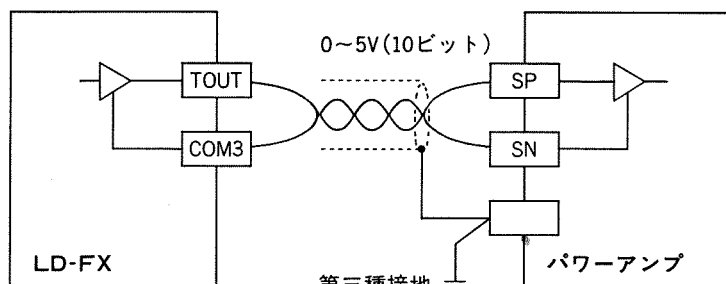 0~5V(10ビット)
TOUT
SP
COM3
SN
LD-FX
パワーアンプ
第三種接地